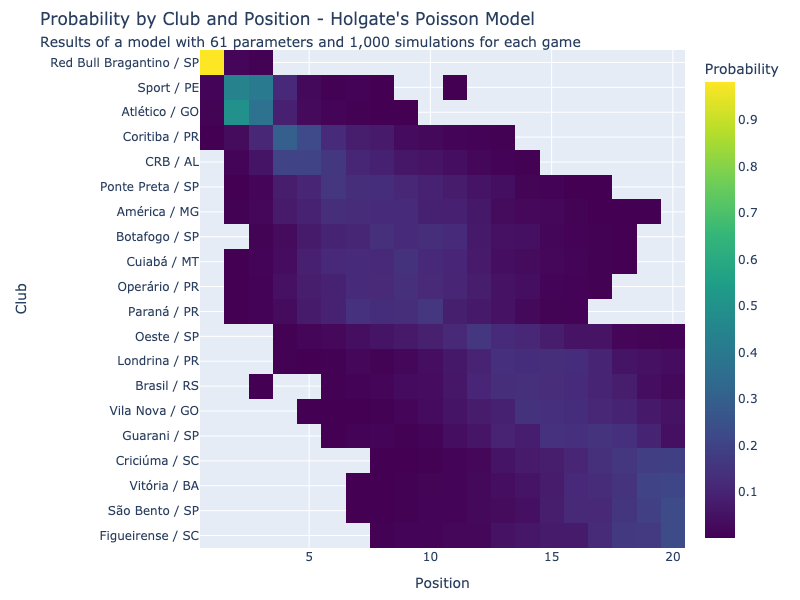 Probability by Club and Position - Holgate's Poisson Model
Results of a model with 61 parameters and 1,000 simulations for each game
Probability
Red Bull Bragantino / SP
Sport / PE
Atlético / GO
Coritiba / PR
CRB / AL
Ponte Preta / SP
América / MG
Botafogo / SP
Cuiabá / MT
Operário / PR
Paraná / PR
Oeste / SP
Londrina / PR
Brasil / RS
Vila Nova / GO
Guarani / SP
Criciúma / SC
Vitória / BA
São Bento / SP
Figueirense / SC
Club
5
10
15
20
Position
0.9
0.8
0.7
0.6
0.5
0.4
0.3
0.2
0.1